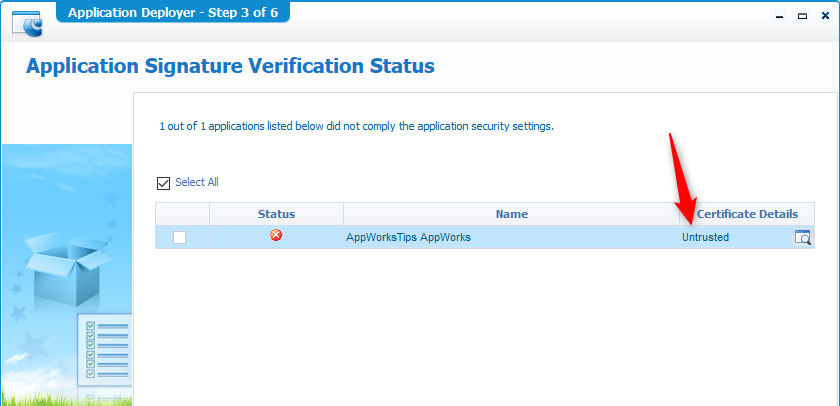 Application Deployer - Step 3 of 6
Application Signature Verification Status
1 out of 1 applications listed below did not comply the application security settings.
Select All
Status Name Certificate Details
AppWorksTips AppWorks Untrusted